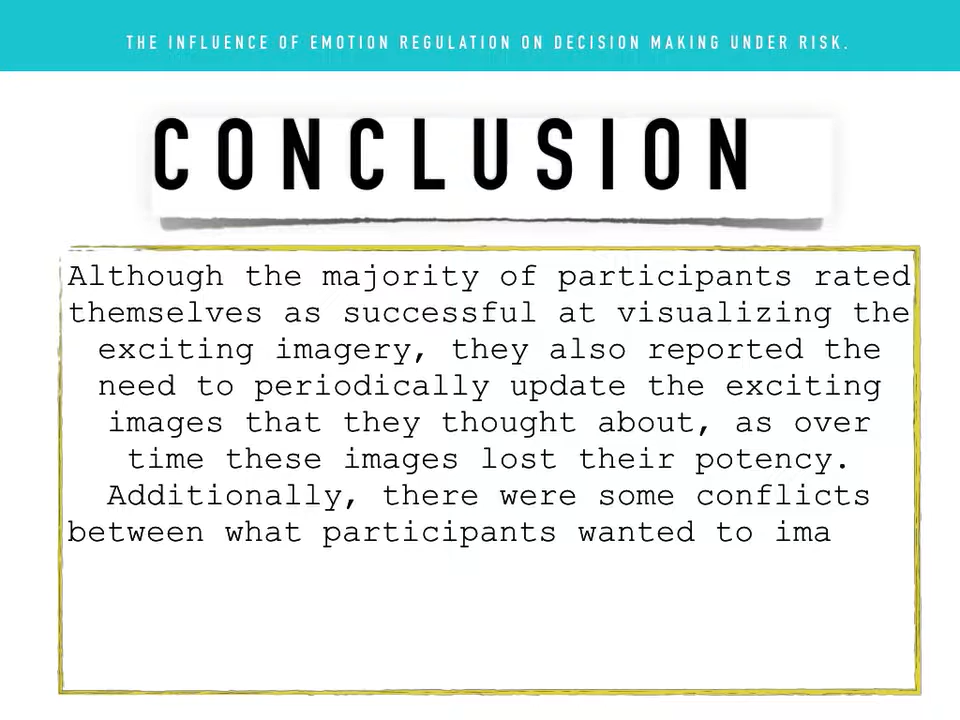 THE INFLUENCE OF EMOTION REGULATION ON DECISION MAKING UNDER RISK.
CONCLUSION
Although the majority of participants rated
themselves as successful at visualizing the
exciting imagery, they also reported the
need to periodically update the exciting
images that they thought about, as over
time these images lost their potency.
Additionally, there were some conflicts
between what participants wanted to ima